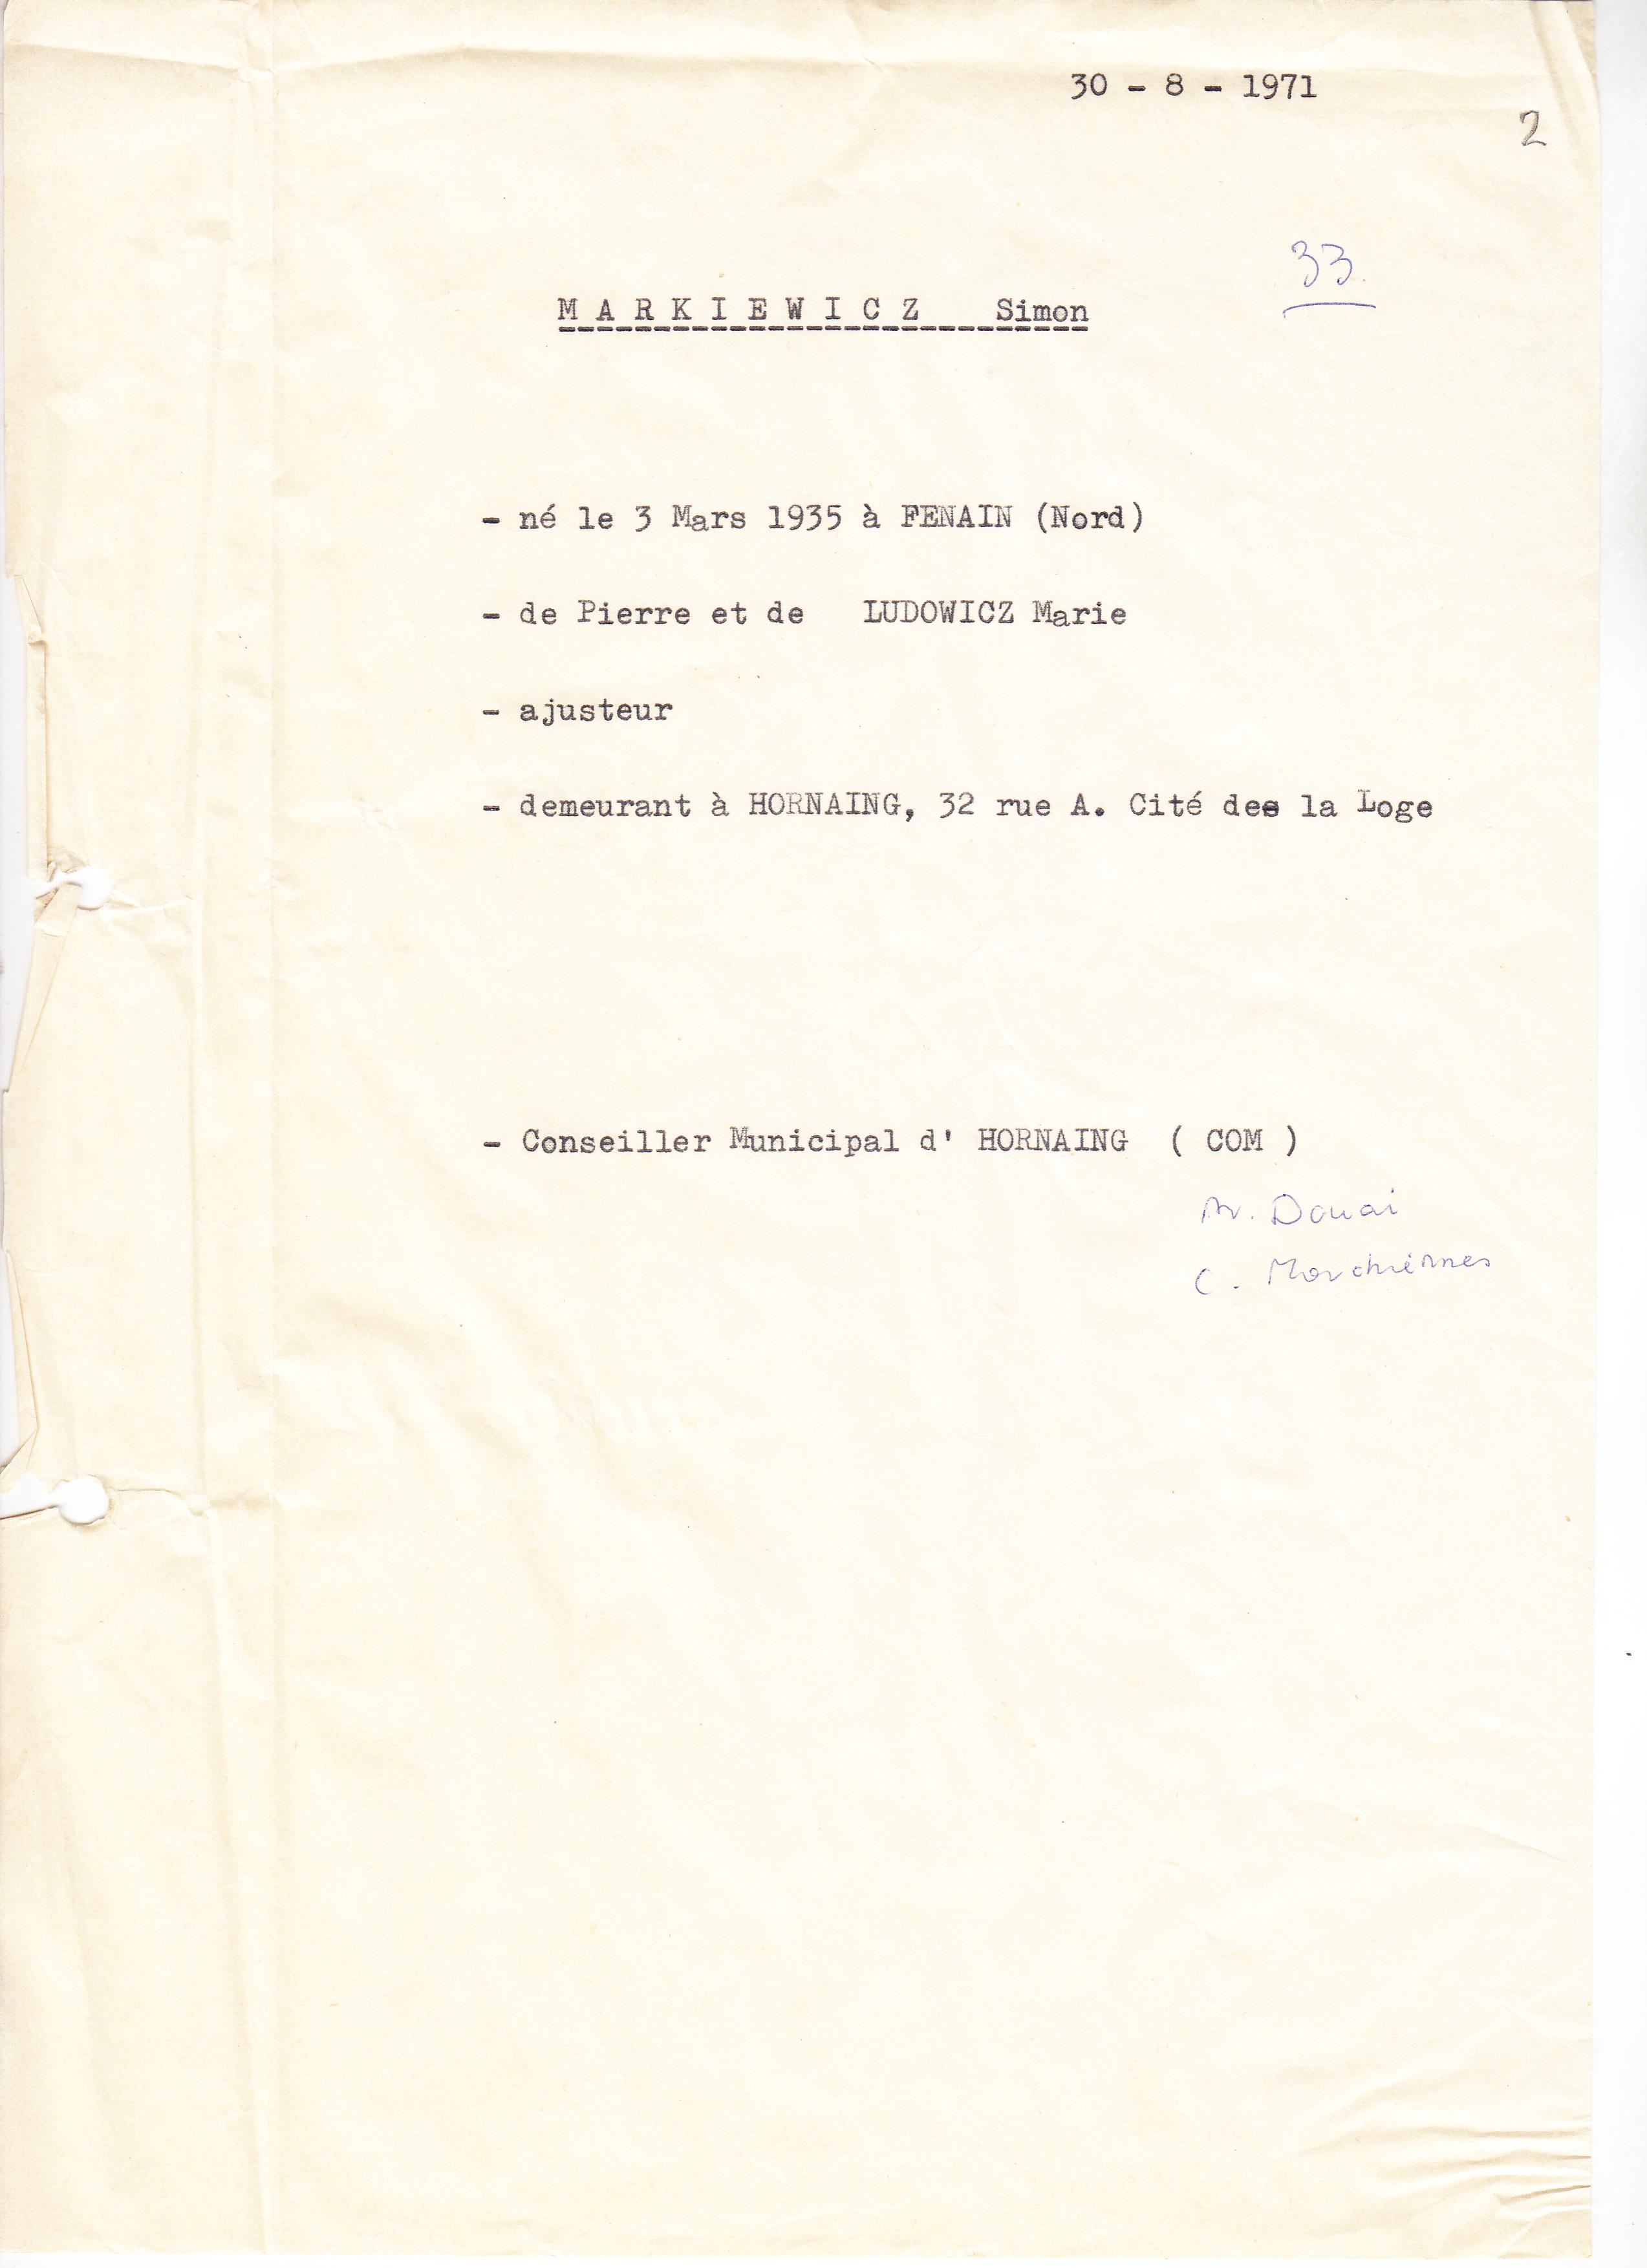 30 - 8 - 1971
2
33.
M A R K I E W I C Z Simon
- né le 3 Mars 1935 à FENAIN (Nord)
- de Pierre et de LUDOWICZ Marie
- ajusteur
- demeurant à HORNAING, 32 rue A. Cité des la Loge
- Conseiller Municipal d' HORNAING ( COM )
Ar. Douai
C. Marchiennes